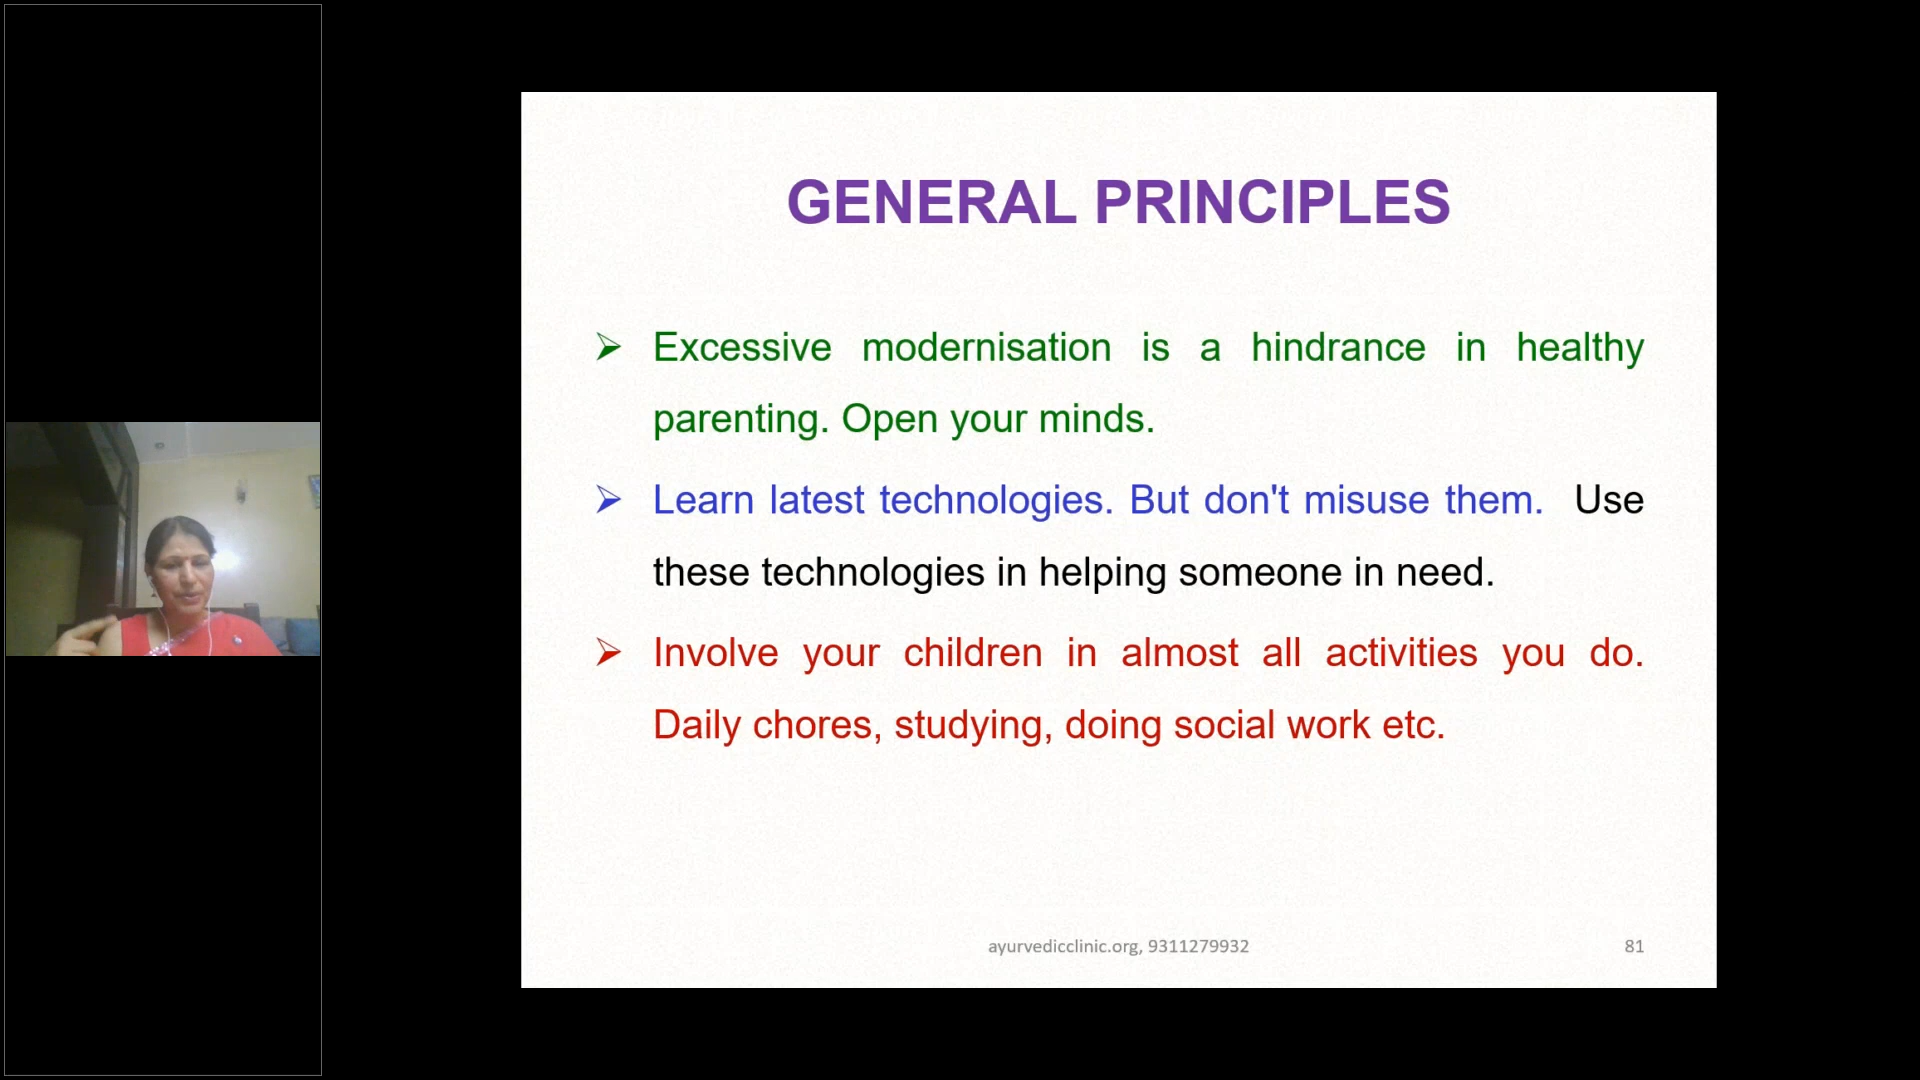 GENERAL PRINCIPLES
Excessive modernisation is a hindrance in healthy
parenting. Open your minds.
Learn latest technologies. But don't misuse them. Use
these technologies in helping someone in need.
Involve your children in almost all activities you do.
Daily chores, studying, doing social work etc.
ayurvedicclinic.org, 9311279932
81